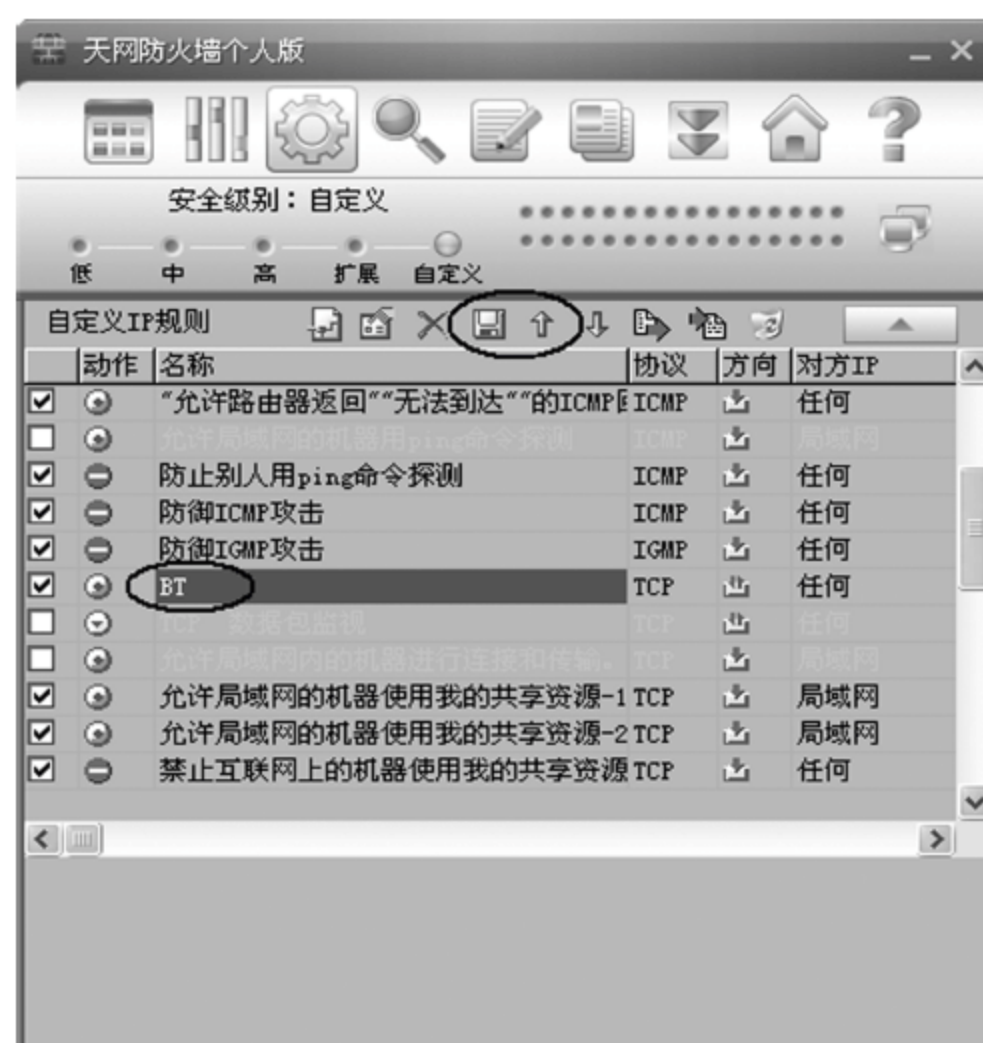 天网防火墙个人版
安全级别：自定义
低 中 高 扩展 自定义
自定义IP规则
动作 名称 协议 方向 对方IP
“允许路由器返回““无法到达““的ICMP ICMP 任何
允许局域网的机器用ping命令探测 ICMP 局域网
防止别人用ping命令探测 ICMP 任何
防御ICMP攻击 ICMP 任何
防御IGMP攻击 IGMP 任何
BT TCP 任何
TCP 数据包监视 TCP 任何
允许局域网内的机器进行连接和传输。 TCP 局域网
允许局域网的机器使用我的共享资源-1 TCP 局域网
允许局域网的机器使用我的共享资源-2 TCP 局域网
禁止互联网上的机器使用我的共享资源 TCP 任何